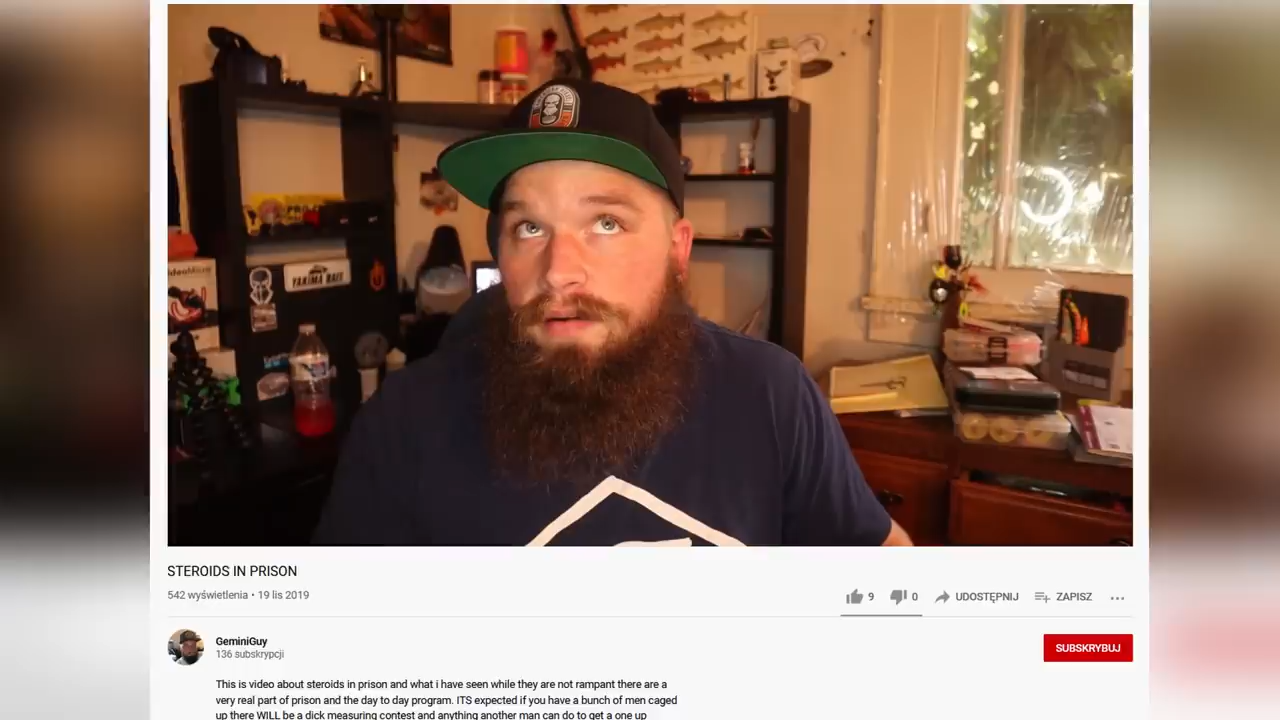 YAKIMA BAIT
STEROIDS IN PRISON
542 wyświetlenia • 19 lis 2019
9 0 UDOSTĘPNIJ ZAPISZ
GeminiGuy
136 subskrypcji
SUBSKRYBUJ
This is video about steroids in prison and what i have seen while they are not rampant there are a
very real part of prison and the day to day program. ITS expected if you have a bunch of men caged
up there WILL be a dick measuring contest and anything another man can do to get a one up